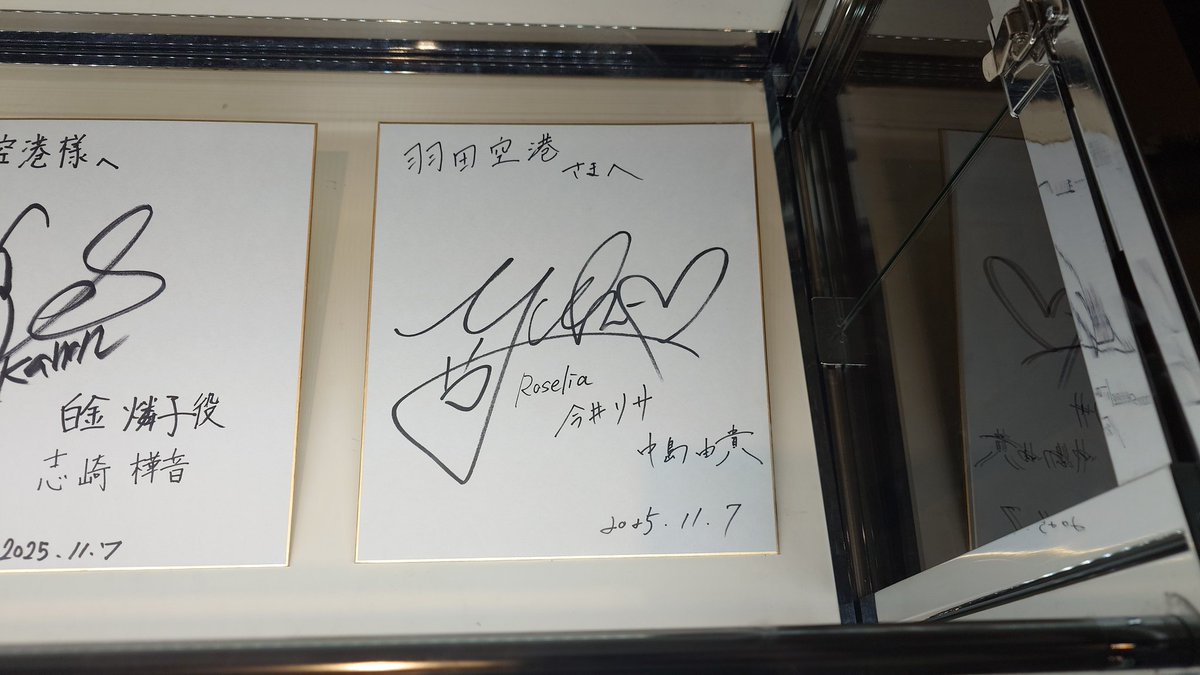 空港様へ
Kanon
白金 燐子役
志崎 樺音
2025.11.7
羽田空港
さまへ
Roselia
今井リサ
中島由貴
2025.11.7